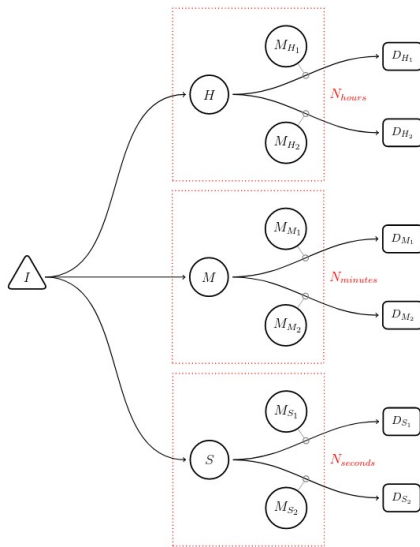 M_{H_1}
D_{H_1}
H
N_{hours}
M_{H_2}
D_{H_2}
M_{M_1}
D_{M_1}
I
M
N_{minutes}
M_{M_2}
D_{M_2}
M_{S_1}
D_{S_1}
S
N_{seconds}
M_{S_2}
D_{S_2}